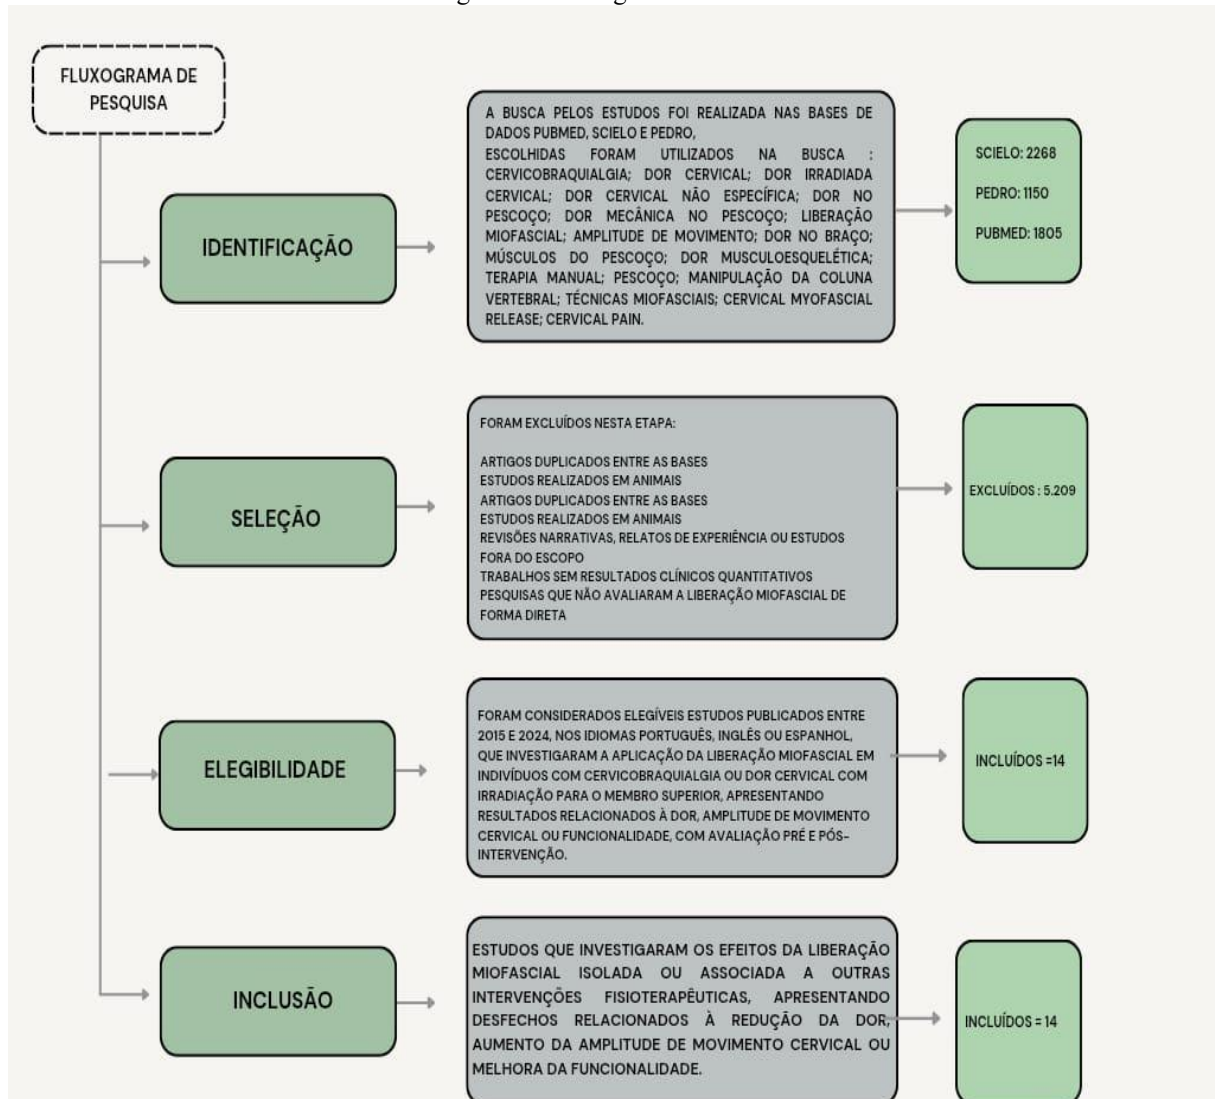 FLUXOGRAMA DE
PESQUISA
IDENTIFICAÇÃO
A BUSCA PELOS ESTUDOS FOI REALIZADA NAS BASES DE
DADOS PUBMED, SCIELO E PEDRO,
ESCOLHIDAS FORAM UTILIZADOS NA BUSCA :
CERVICOBRAQUIALGIA; DOR CERVICAL; DOR IRRADIADA
CERVICAL; DOR CERVICAL NÃO ESPECÍFICA; DOR NO
PESCOÇO; DOR MECÂNICA NO PESCOÇO; LIBERAÇÃO
MIOFASCIAL; AMPLITUDE DE MOVIMENTO; DOR NO BRAÇO;
MÚSCULOS DO PESCOÇO; DOR MUSCULOESQUELÉTICA;
TERAPIA MANUAL; PESCOÇO; MANIPULAÇÃO DA COLUNA
VERTEBRAL; TÉCNICAS MIOFASCIAIS; CERVICAL MYOFASCIAL
RELEASE; CERVICAL PAIN.
SCIELO: 2268
PEDRO: 1150
PUBMED: 1805
SELEÇÃO
FORAM EXCLUÍDOS NESTA ETAPA:
ARTIGOS DUPLICADOS ENTRE AS BASES
ESTUDOS REALIZADOS EM ANIMAIS
ARTIGOS DUPLICADOS ENTRE AS BASES
ESTUDOS REALIZADOS EM ANIMAIS
REVISÕES NARRATIVAS, RELATOS DE EXPERIÊNCIA OU ESTUDOS
FORA DO ESCOPO
TRABALHOS SEM RESULTADOS CLÍNICOS QUANTITATIVOS
PESQUISAS QUE NÃO AVALIARAM A LIBERAÇÃO MIOFASCIAL DE
FORMA DIRETA
EXCLUÍDOS : 5.209
ELEGIBILIDADE
FORAM CONSIDERADOS ELEGÍVEIS ESTUDOS PUBLICADOS ENTRE
2015 E 2024, NOS IDIOMAS PORTUGUÊS, INGLÊS OU ESPANHOL,
QUE INVESTIGARAM A APLICAÇÃO DA LIBERAÇÃO MIOFASCIAL EM
INDIVÍDUOS COM CERVICOBRAQUIALGIA OU DOR CERVICAL COM
IRRADIAÇÃO PARA O MEMBRO SUPERIOR, APRESENTANDO
RESULTADOS RELACIONADOS À DOR, AMPLITUDE DE MOVIMENTO
CERVICAL OU FUNCIONALIDADE, COM AVALIAÇÃO PRÉ E PÓS-
INTERVENÇÃO.
INCLUÍDOS =14
INCLUSÃO
ESTUDOS QUE INVESTIGARAM OS EFEITOS DA LIBERAÇÃO
MIOFASCIAL ISOLADA OU ASSOCIADA A OUTRAS
INTERVENÇÕES FISIOTERAPÊUTICAS, APRESENTANDO
DESFECHOS RELACIONADOS À REDUÇÃO DA DOR,
AUMENTO DA AMPLITUDE DE MOVIMENTO CERVICAL OU
MELHORA DA FUNCIONALIDADE.
INCLUÍDOS = 14